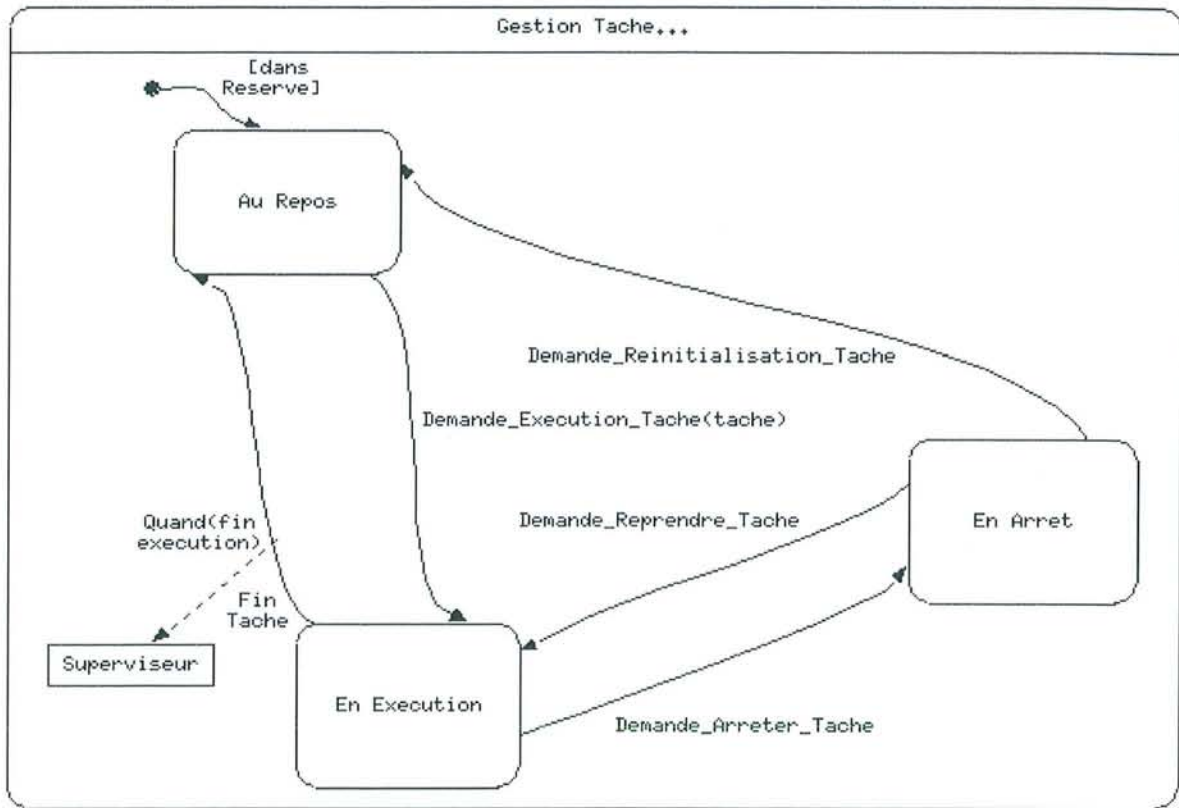 Gestion Tache...
[dans
Reserve]
Au Repos
Demande_Reinitialisation_Tache
Demande_Execution_Tache(tache)
Quand(fin
execution)
Demande_Reprendre_Tache
En Arret
Fin
Tache
Superviseur
En Execution
Demande_Arreter_Tache